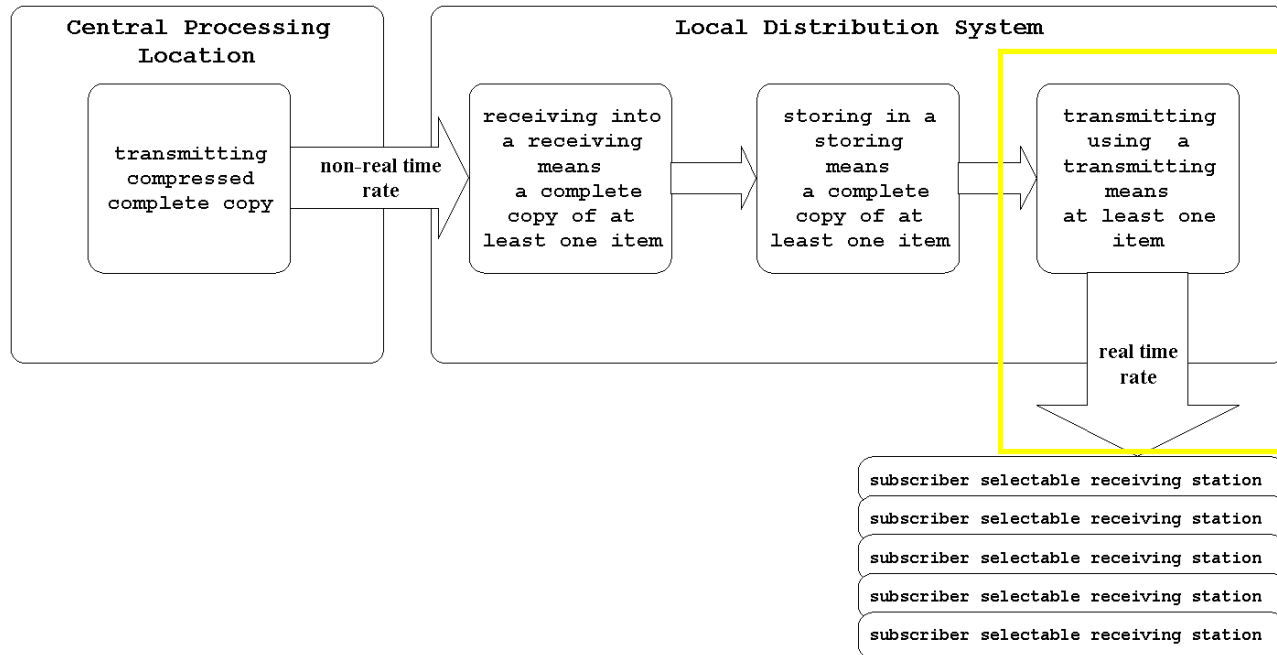 Central Processing
Location
transmitting
compressed
complete copy
non-real time
rate
Local Distribution System
receiving into
a receiving
means
a complete
copy of at
least one item
storing in a
storing
means
a complete
copy of at
least one item
transmitting
using a
transmitting
means
at least one
item
real time
rate
subscriber selectable receiving station
subscriber selectable receiving station
subscriber selectable receiving station
subscriber selectable receiving station
subscriber selectable receiving station